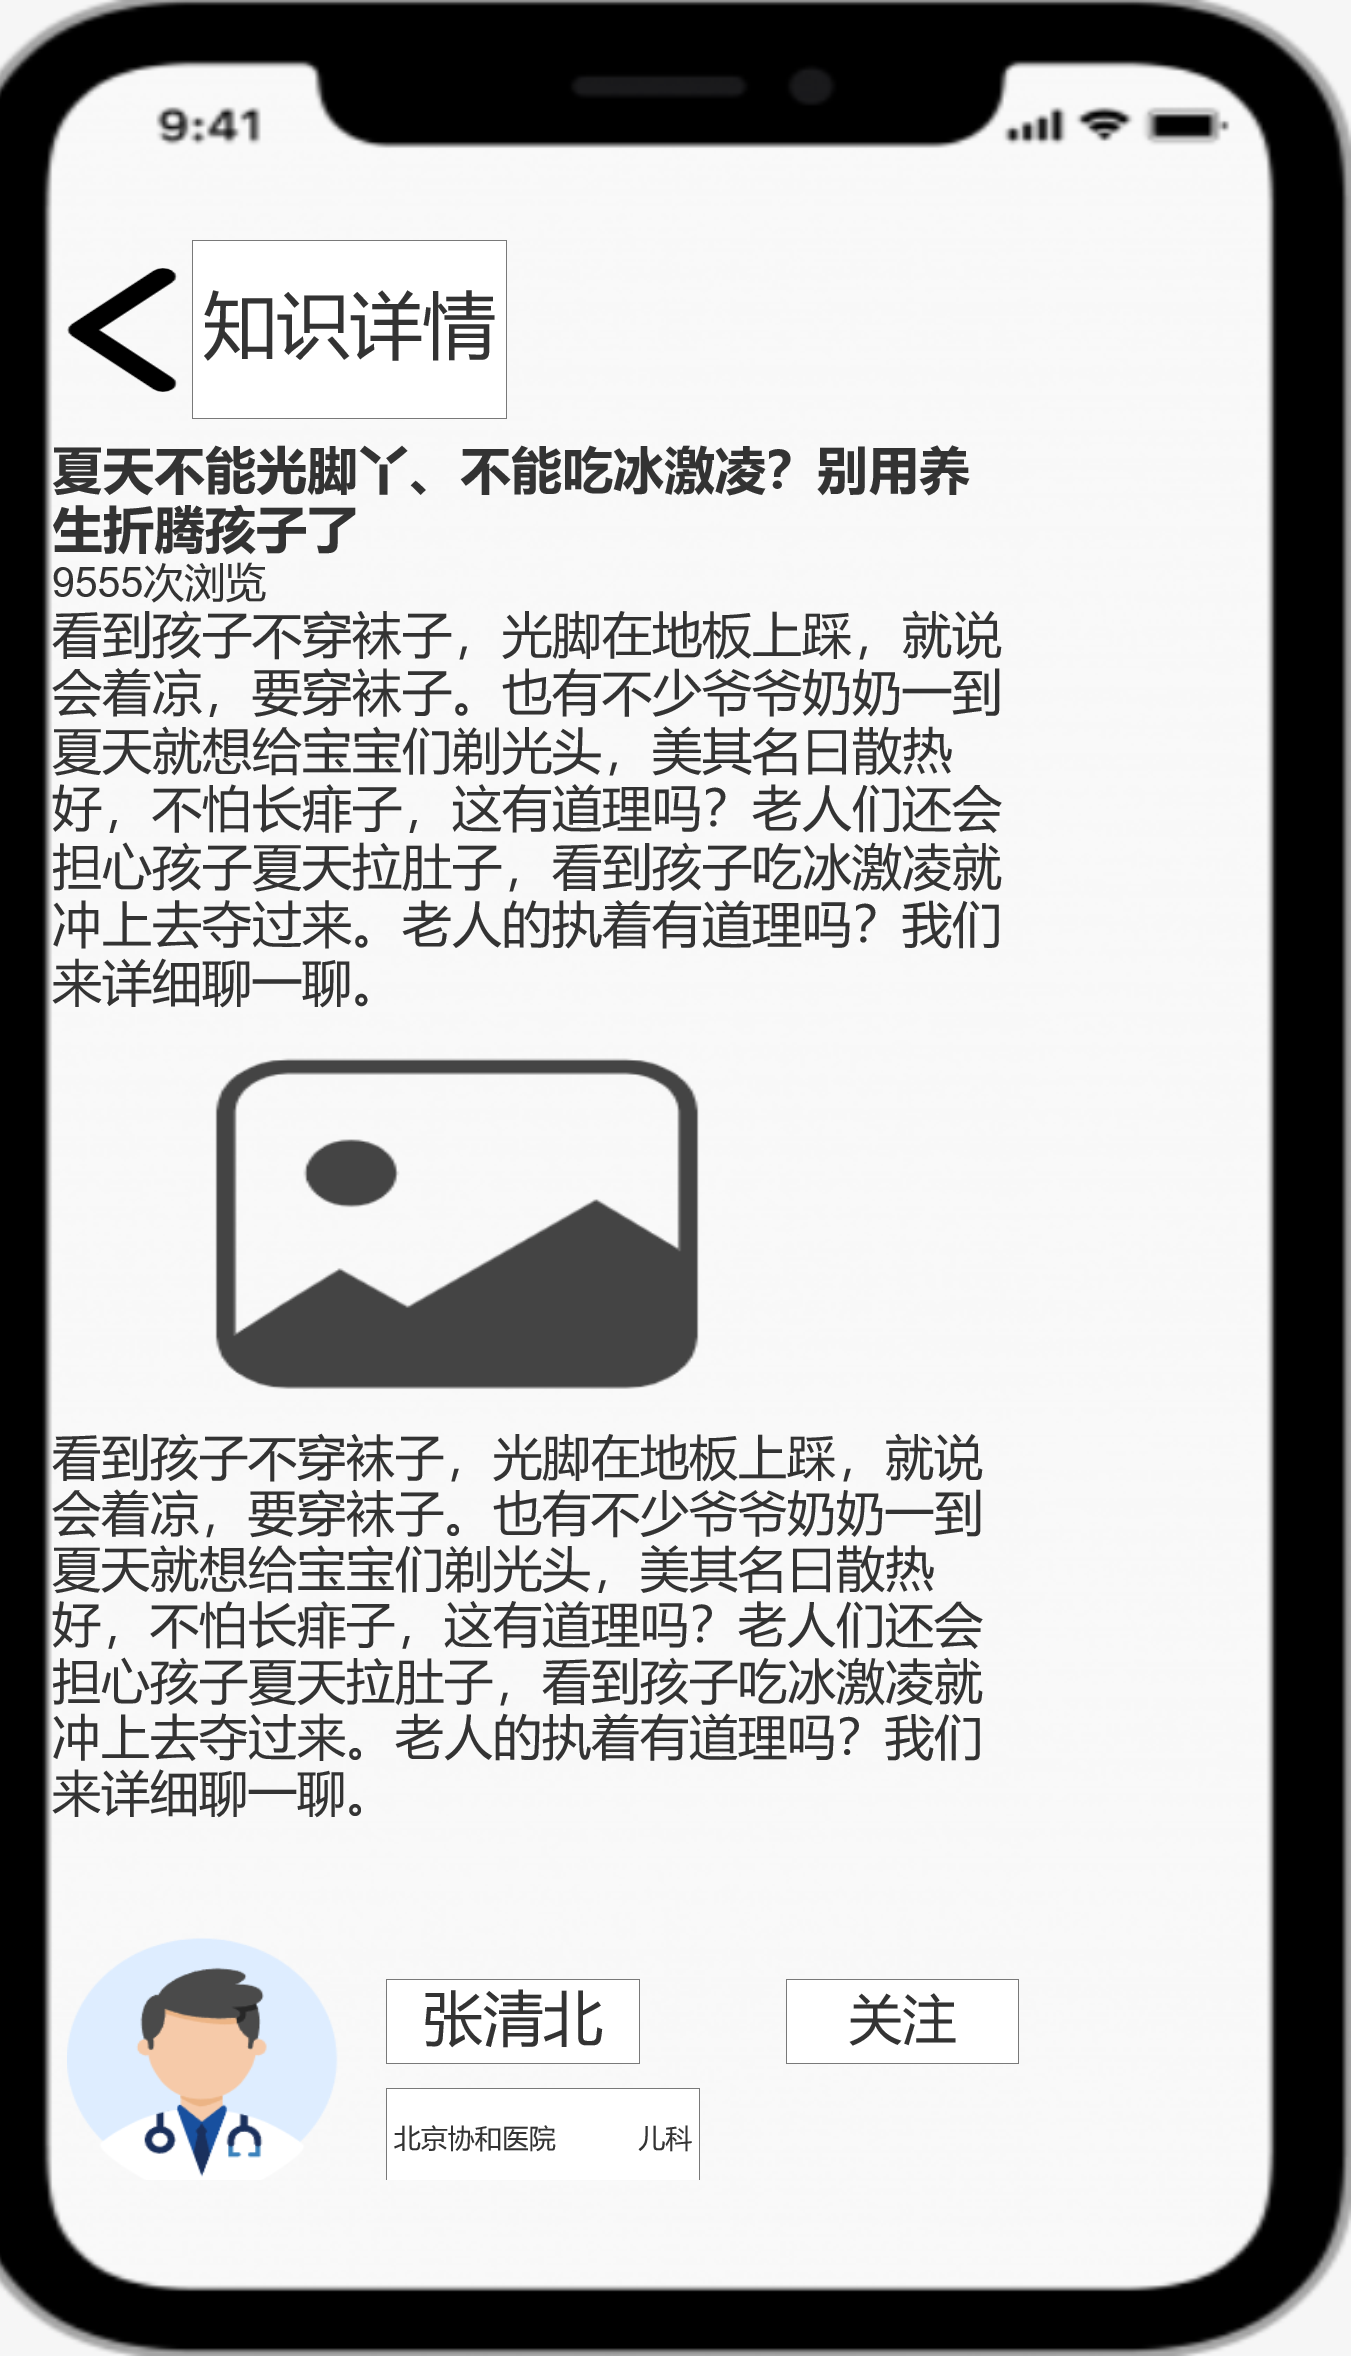 9:41
知识详情
夏天不能光脚丫、不能吃冰激凌？别用养
生折腾孩子了
9555次浏览
看到孩子不穿袜子，光脚在地板上踩，就说
会着凉，要穿袜子。也有不少爷爷奶奶一到
夏天就想给宝宝们剃光头，美其名曰散热
好，不怕长痱子，这有道理吗？老人们还会
担心孩子夏天拉肚子，看到孩子吃冰激凌就
冲上去夺过来。老人的执着有道理吗？我们
来详细聊一聊。
看到孩子不穿袜子，光脚在地板上踩，就说
会着凉，要穿袜子。也有不少爷爷奶奶一到
夏天就想给宝宝们剃光头，美其名曰散热
好，不怕长痱子，这有道理吗？老人们还会
担心孩子夏天拉肚子，看到孩子吃冰激凌就
冲上去夺过来。老人的执着有道理吗？我们
来详细聊一聊。
张清北 关注
北京协和医院 儿科